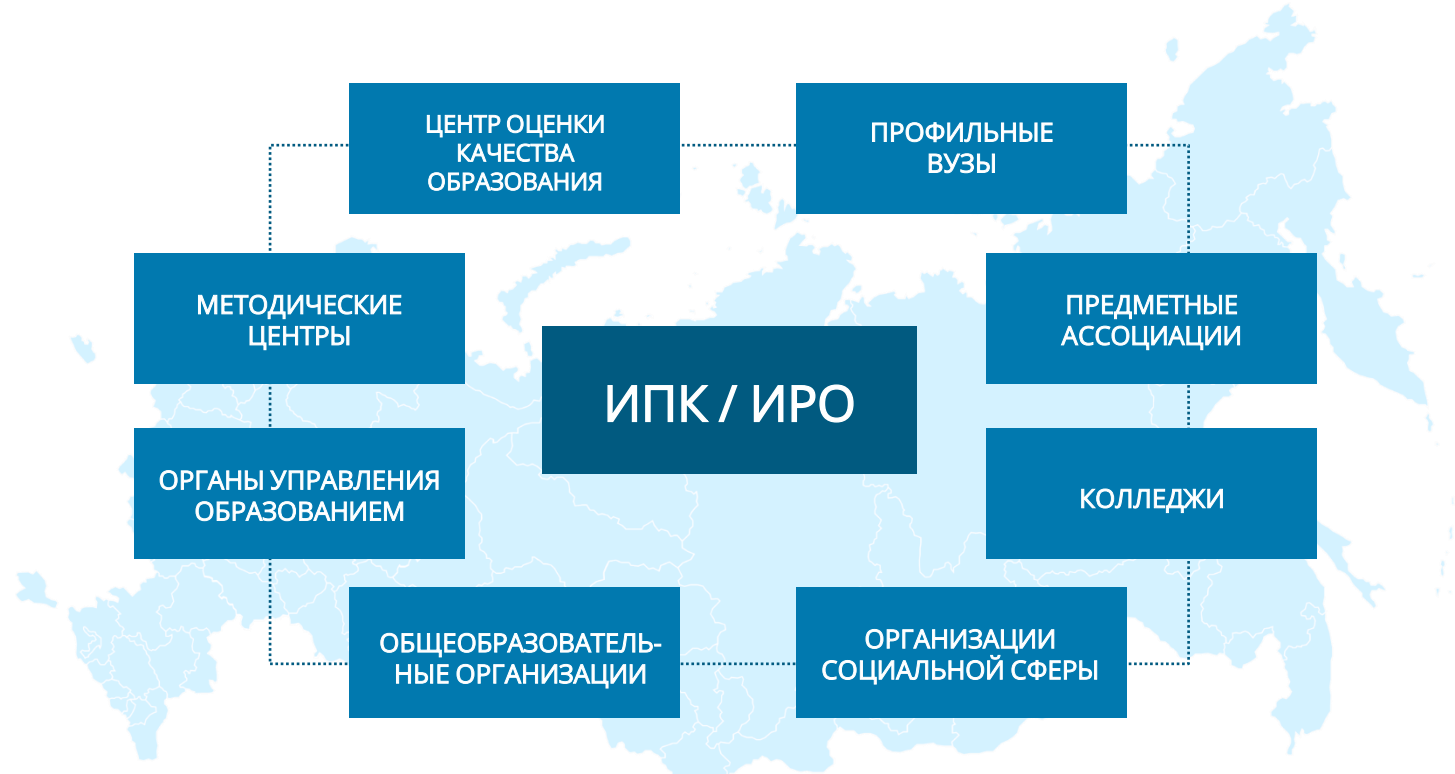 ЦЕНТР ОЦЕНКИ
КАЧЕСТВА
ОБРАЗОВАНИЯ
ПРОФИЛЬНЫЕ
ВУЗЫ
МЕТОДИЧЕСКИЕ
ЦЕНТРЫ
ПРЕДМЕТНЫЕ
АССОЦИАЦИИ
ИПК / ИРО
ОРГАНЫ УПРАВЛЕНИЯ
ОБРАЗОВАНИЕМ
КОЛЛЕДЖИ
ОБЩЕОБРАЗОВАТЕЛЬ-
НЫЕ ОРГАНИЗАЦИИ
ОРГАНИЗАЦИИ
СОЦИАЛЬНОЙ СФЕРЫ